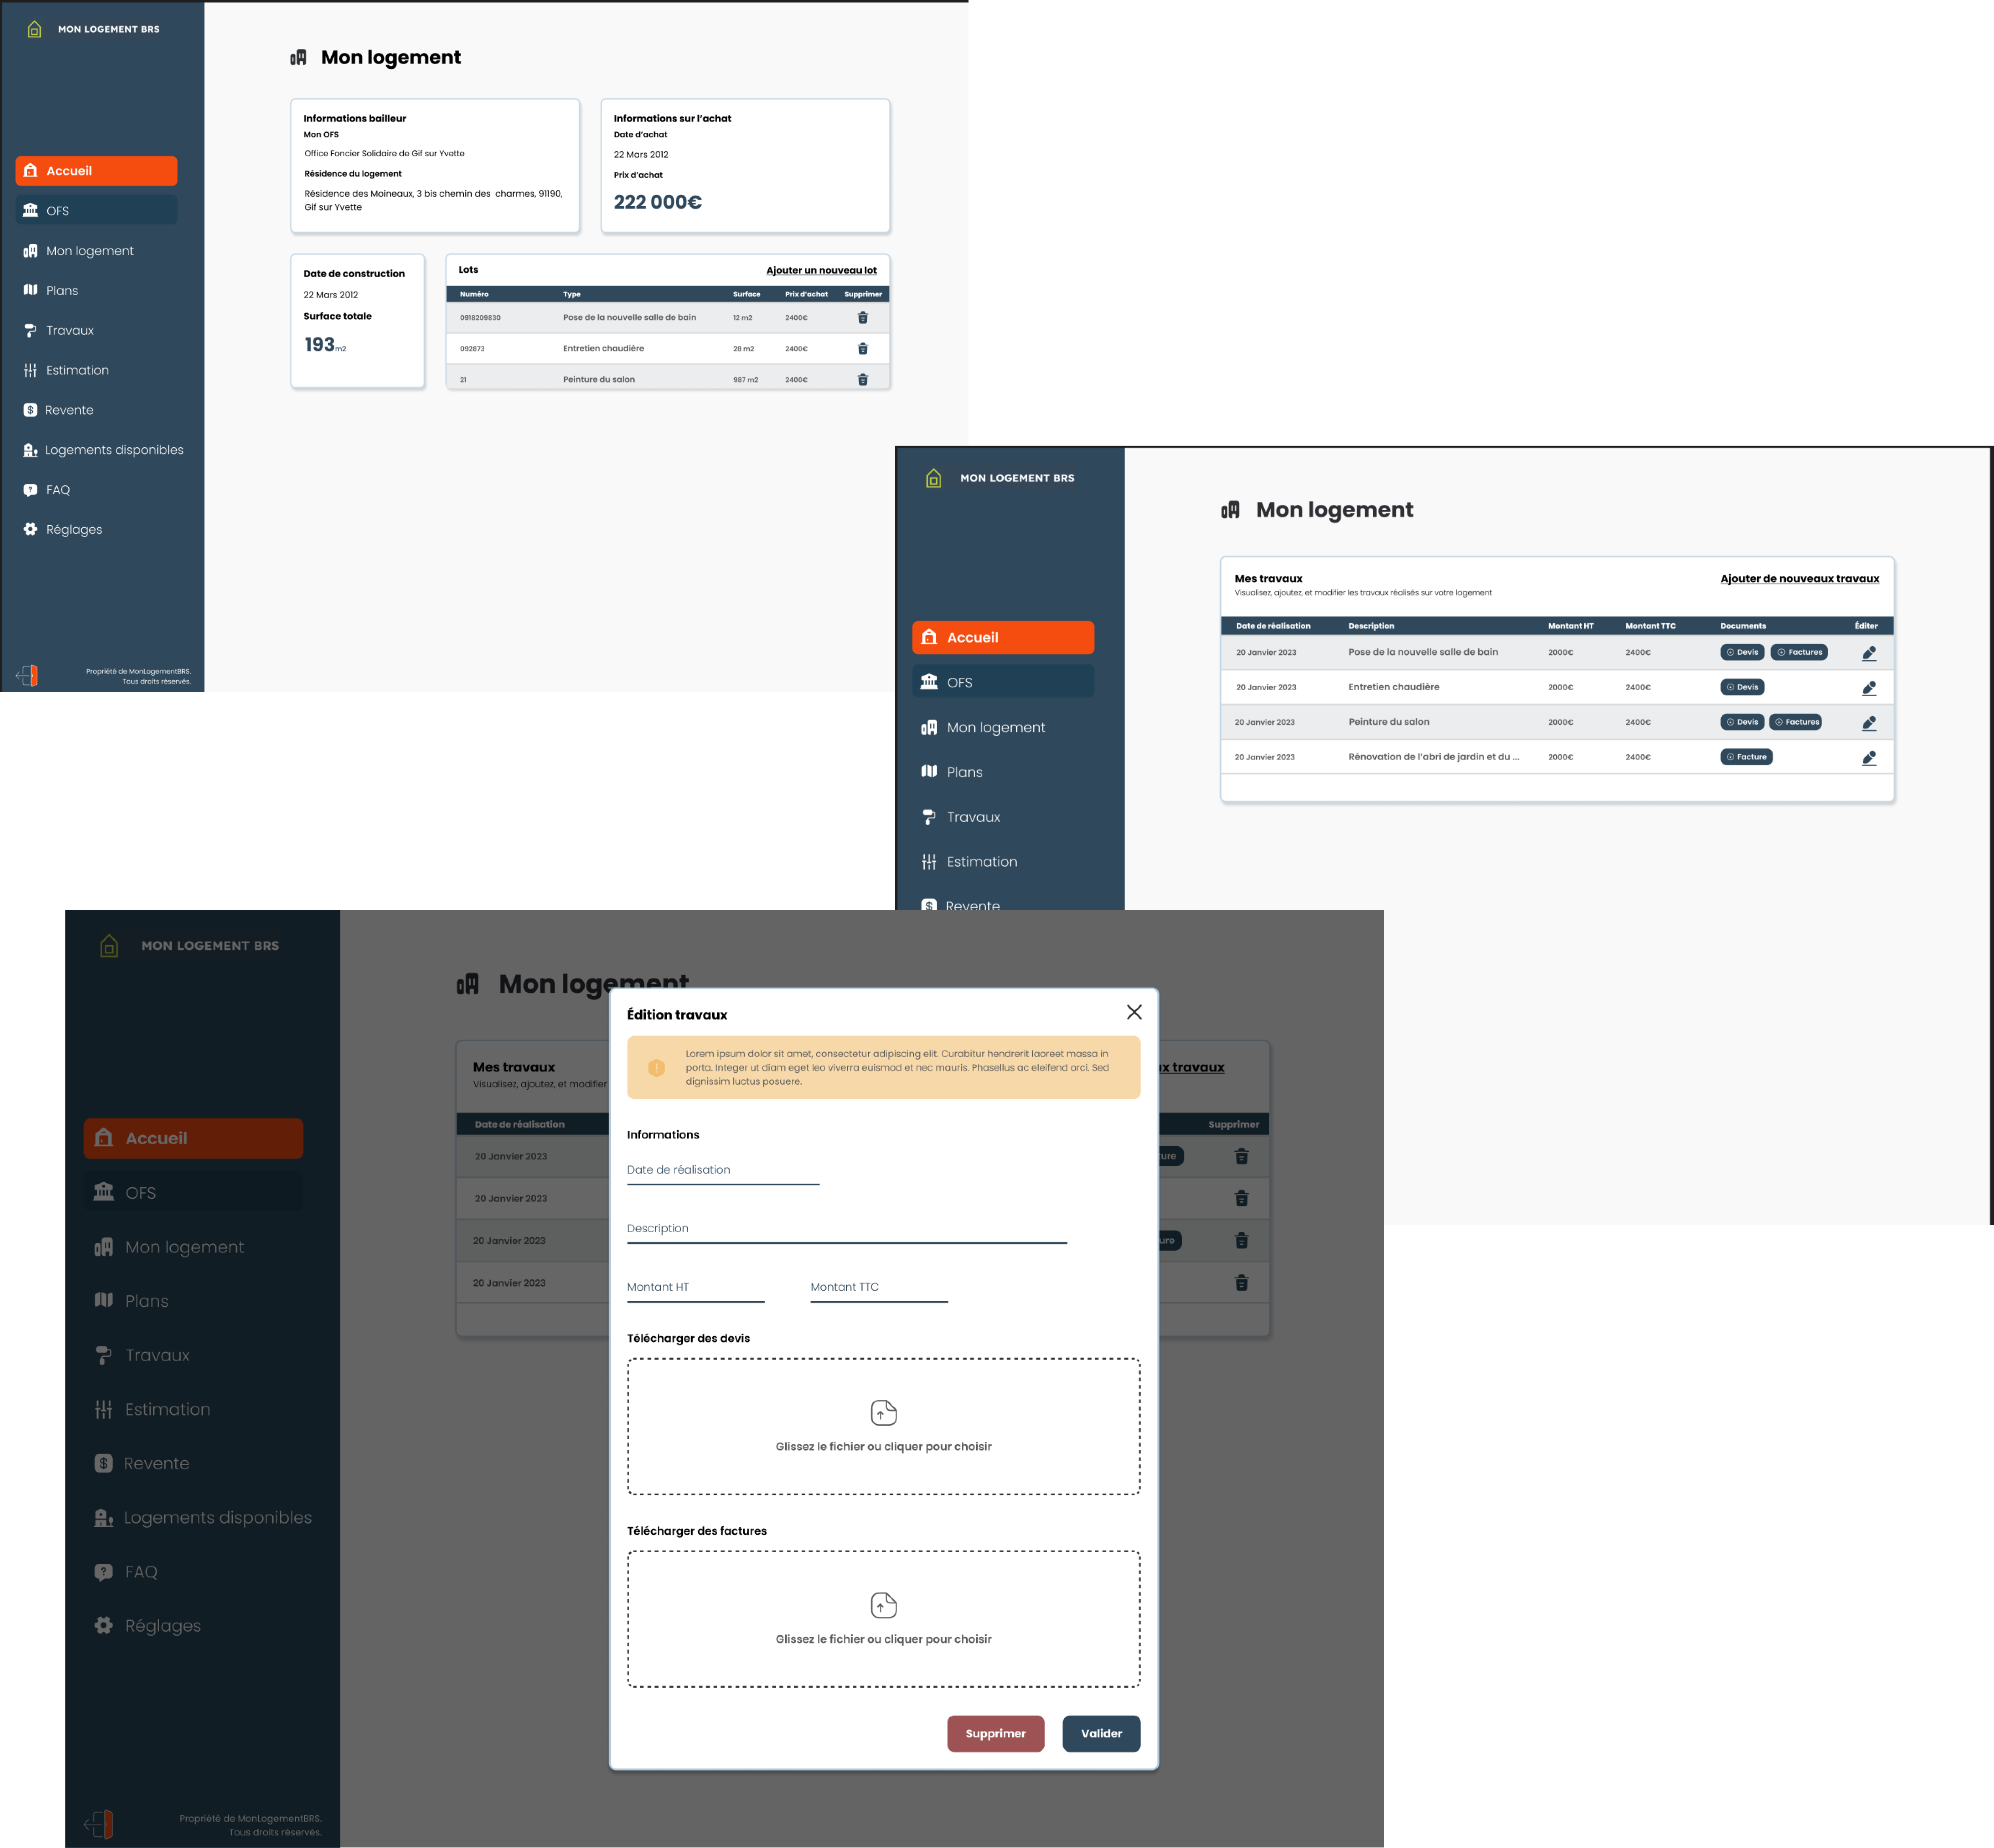 MON LOGEMENT BRS
Accueil
OFS
Mon logement
Plans
Travaux
Estimation
Revente
Logements disponibles
FAQ
Réglages
Propriété de MonLogementBRS.
Tous droits réservés.
Mon logement
Informations bailleur
Mon OFS
Office Foncier Solidaire de Gif sur Yvette
Résidence du logement
Résidence des Moineaux, 3 bis chemin des charmes, 91190,
Gif sur Yvette
Informations sur l'achat
Date d'achat
22 Mars 2012
Prix d'achat
222 000€
Date de construction
22 Mars 2012
Surface totale
193 m2
Lots Ajouter un nouveau lot
Numéro Type Surface Prix d'achat Supprimer
0918209830 Pose de la nouvelle salle de bain 12 m2 2400€
092873 Entretien chaudière 28 m2 2400€
21 Peinture du salon 987 m2 2400€
MON LOGEMENT BRS
Accueil
OFS
Mon logement
Plans
Travaux
Estimation
Revente
Mon logement
Mes travaux Ajouter de nouveaux travaux
Visualisez, ajoutez, et modifier les travaux réalisés sur votre logement
Date de réalisation Description Montant HT Montant TTC Documents Éditer
20 Janvier 2023 Pose de la nouvelle salle de bain 2000€ 2400€ Devis Factures
20 Janvier 2023 Entretien chaudière 2000€ 2400€ Devis
20 Janvier 2023 Peinture du salon 2000€ 2400€ Devis Factures
20 Janvier 2023 Rénovation de l'abri de jardin et du ... 2000€ 2400€ Facture
MON LOGEMENT BRS
Accueil
OFS
Mon logement
Plans
Travaux
Estimation
Revente
Logements disponibles
FAQ
Réglages
Propriété de MonLogementBRS.
Tous droits réservés.
Mon logement
Mes travaux
Visualisez, ajoutez, et modifier
x travaux
Date de réalisation Supprimer
20 Janvier 2023 ure
20 Janvier 2023
20 Janvier 2023 ure
20 Janvier 2023
Édition travaux
Lorem ipsum dolor sit amet, consectetur adipiscing elit. Curabitur hendrerit laoreet massa in
porta. Integer ut diam eget leo viverra euismod et nec mauris. Phasellus ac eleifend orci. Sed
dignissim luctus posuere.
Informations
Date de réalisation
Description
Montant HT Montant TTC
Télécharger des devis
Glissez le fichier ou cliquer pour choisir
Télécharger des factures
Glissez le fichier ou cliquer pour choisir
Supprimer Valider